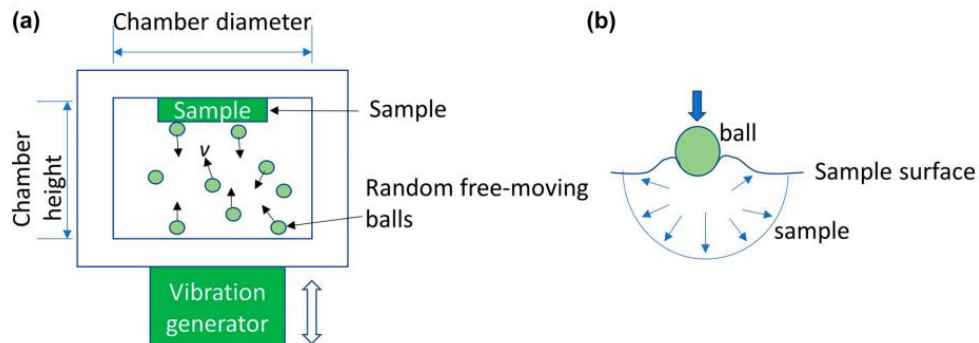 (a)
Chamber diameter
Sample
Sample
Chamber
height
v
Random free-moving
balls
Vibration
generator
(b)
ball
Sample surface
sample